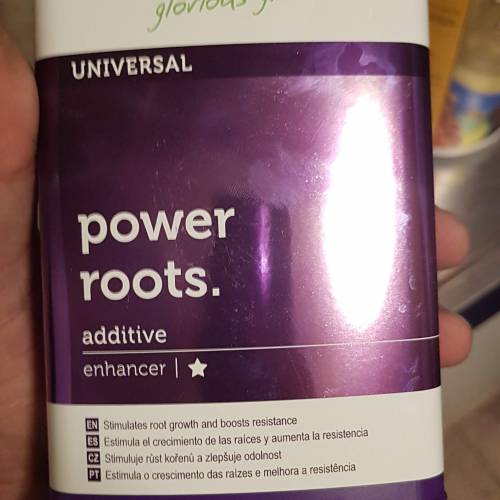 glorious
UNIVERSAL
power
roots.
additive
enhancer | ★
EN Stimulates root growth and boosts resistance
ES Estimula el crecimiento de las raíces y aumenta la resistencia
CZ Stimuluje růst kořenů a zlepšuje odolnost
PT Estimula o crescimento das raízes e melhora a resistência